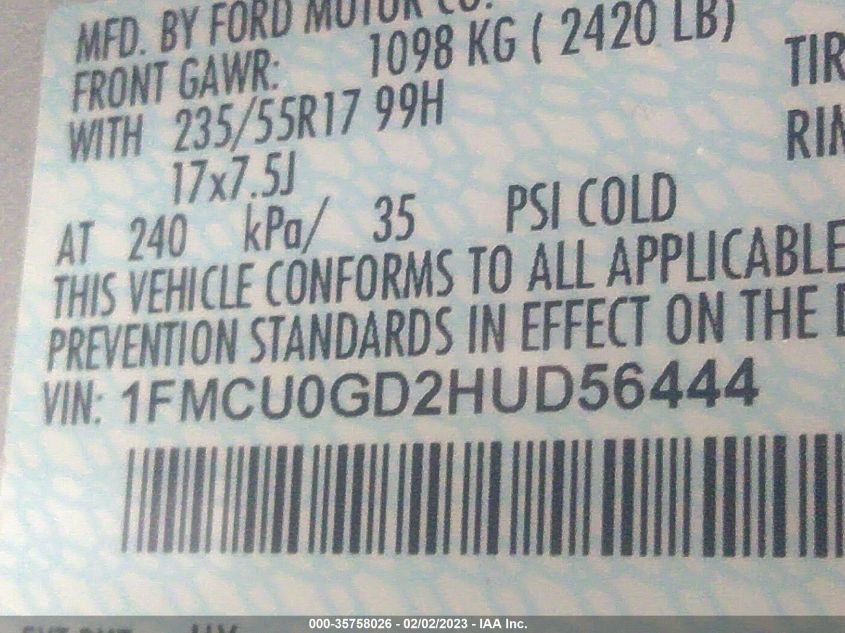 MFD. BY FORD MOTOR CO.
FRONT GAWR: 1098 KG ( 2420 LB)
WITH 235/55R17 99H TIR
17x7.5J RIM
AT 240 kPa/ 35 PSI COLD
THIS VEHICLE CONFORMS TO ALL APPLICABLE
PREVENTION STANDARDS IN EFFECT ON THE D
VIN: 1FMCU0GD2HUD56444
000-35758026 - 02/02/2023 - IAA Inc.